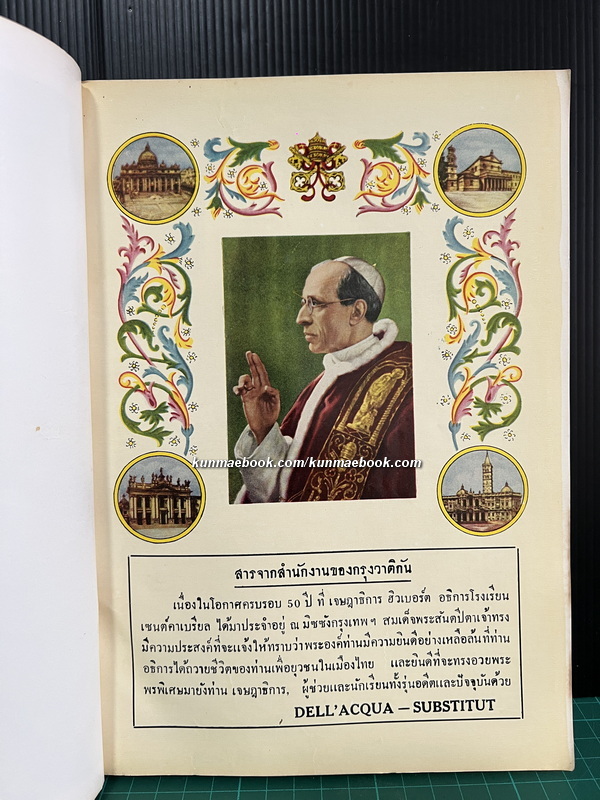 kunmaebook.com/kunmaebook.com
สารจากสำนักงานของกรุงวาติกัน
เนื่องในโอกาศครบรอบ 50 ปี ที่ เจษฎาธิการ ฮิวเบอร์ต อธิการโรงเรียน
เซนต์คาเบรียล ได้มาประจำอยู่ ณ มิซซังกรุงเทพฯ สมเด็จพระสันตปีตาเจ้าทรง
มีความประสงค์ที่จะแจ้งให้ทราบว่าพระองค์ท่านมีความยินดีอย่างเหลือล้นที่ท่าน
อธิการได้ถวายชีวิตของท่านเพื่อยุวชนในเมืองไทย และยินดีที่จะทรงอวยพระ
พรพิเศษมายังท่าน เจษฎาธิการ, ผู้ช่วยและนักเรียนทั้งรุ่นอดีตและปัจจุบันด้วย
DELL'ACQUA – SUBSTITUT